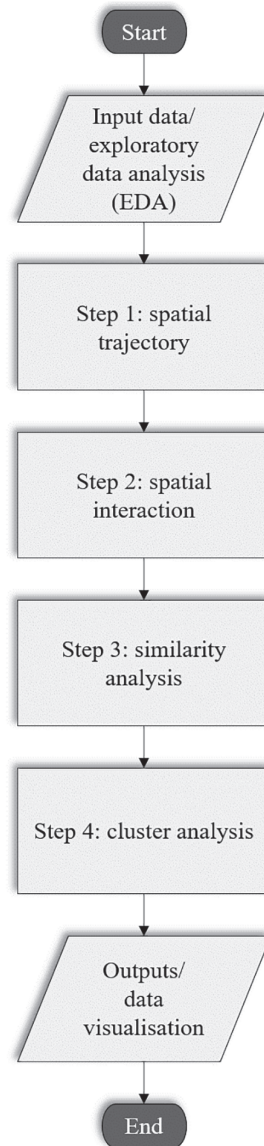 Start
Input data/
exploratory
data analysis
(EDA)
Step 1: spatial
trajectory
Step 2: spatial
interaction
Step 3: similarity
analysis
Step 4: cluster analysis
Outputs/
data
visualisation
End